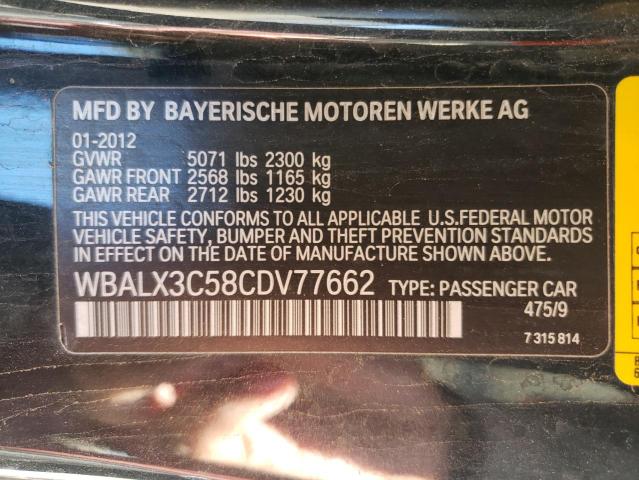 MFD BY BAYERISCHE MOTOREN WERKE AG
01-2012
GVWR 5071 lbs 2300 kg
GAWR FRONT 2568 lbs 1165 kg
GAWR REAR 2712 lbs 1230 kg
THIS VEHICLE CONFORMS TO ALL APPLICABLE U.S.FEDERAL MOTOR
VEHICLE SAFETY, BUMPER AND THEFT PREVENTION STANDARDS
IN EFFECT ON THE DATE OF MANUFACTURE SHOWN ABOVE.
WBALX3C58CDV77662 TYPE: PASSENGER CAR
475/9
7 315 814